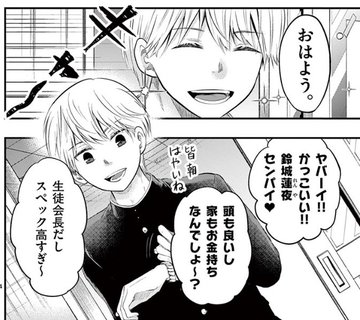 おはよう。
ヤバーイ!!
かっこいい!!
鈴城蓮夜
センパイ♥
皆朝
はやいね
頭も良いし
家もお金持ち
なんでしょ〜?
生徒会長だし
スペック高すぎ〜